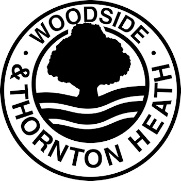 · WOODSIDE ·
& THORNTON HEATH